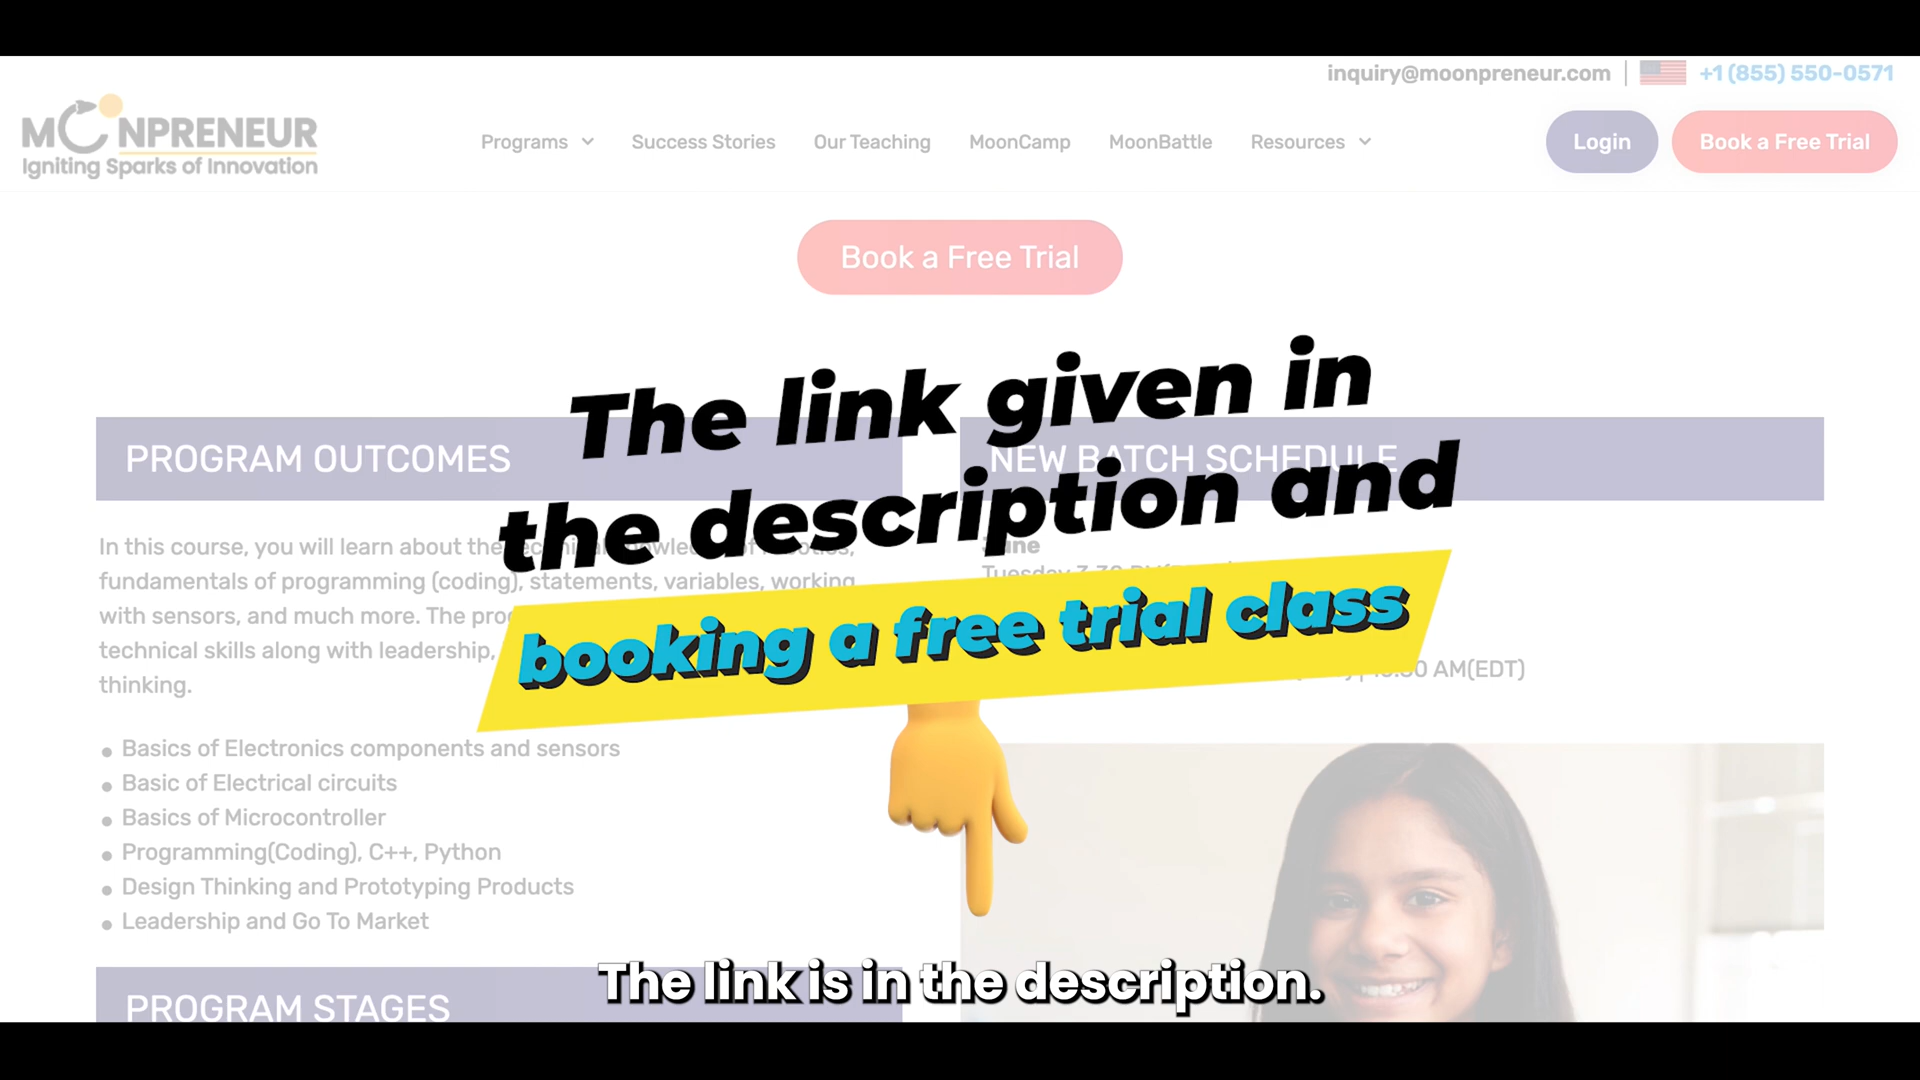 inquiry@moonpreneur.com | +1 (855) 550-0571
MOONPRENEUR
Igniting Sparks of Innovation
Programs Success Stories Our Teaching MoonCamp MoonBattle Resources
Login
Book a Free Trial
Book a Free Trial
The link given in
the description and
booking a free trial class
PROGRAM OUTCOMES
In this course, you will learn about the
fundamentals of programming (coding), statements, variables, working
with sensors, and much more. The
technical skills along with leadership,
thinking.
Basics of Electronics components and sensors
Basic of Electrical circuits
Basics of Microcontroller
Programming(Coding), C++, Python
Design Thinking and Prototyping Products
Leadership and Go To Market
PROGRAM STAGES
NEW BATCH SCHEDULE
June
Tuesday
AM(EDT)
The link is in the description.